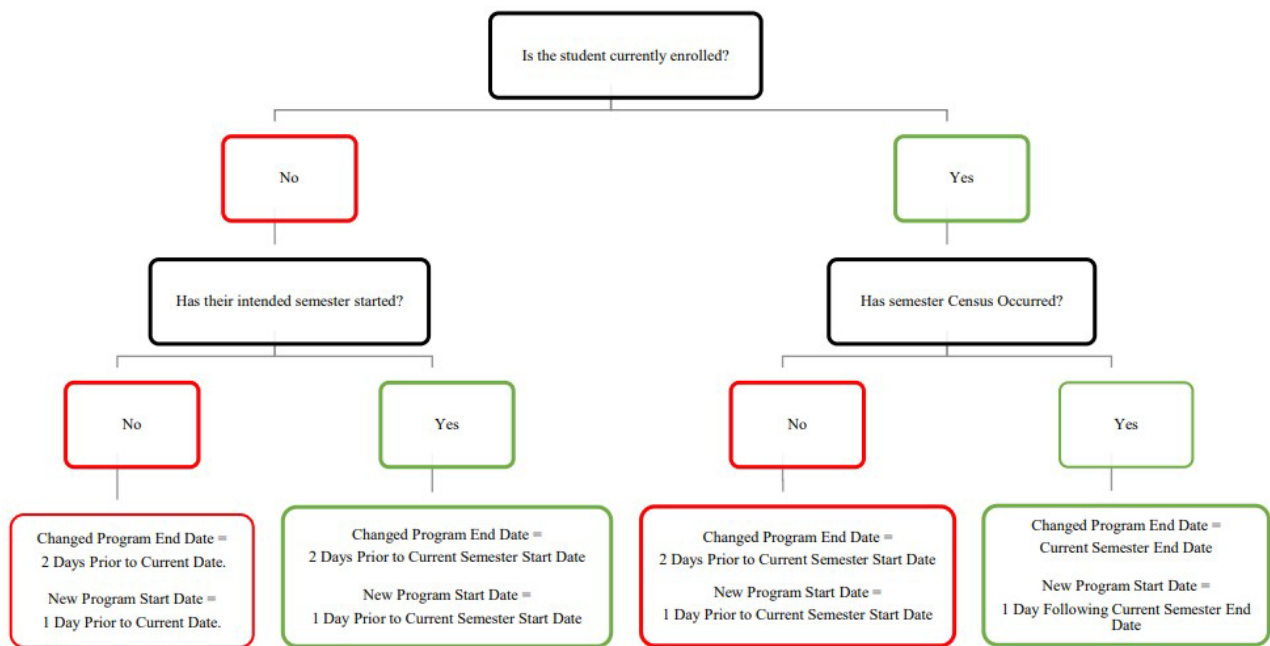 Is the student currently enrolled?
No
Yes
Has their intended semester started?
Has semester Census Occurred?
No
Yes
No
Yes
Changed Program End Date =
2 Days Prior to Current Date.
New Program Start Date =
1 Day Prior to Current Date.
Changed Program End Date =
2 Days Prior to Current Semester Start Date
New Program Start Date =
1 Day Prior to Current Semester Start Date
Changed Program End Date =
2 Days Prior to Current Semester Start Date
New Program Start Date =
1 Day Prior to Current Semester Start Date
Changed Program End Date =
Current Semester End Date
New Program Start Date =
1 Day Following Current Semester End
Date